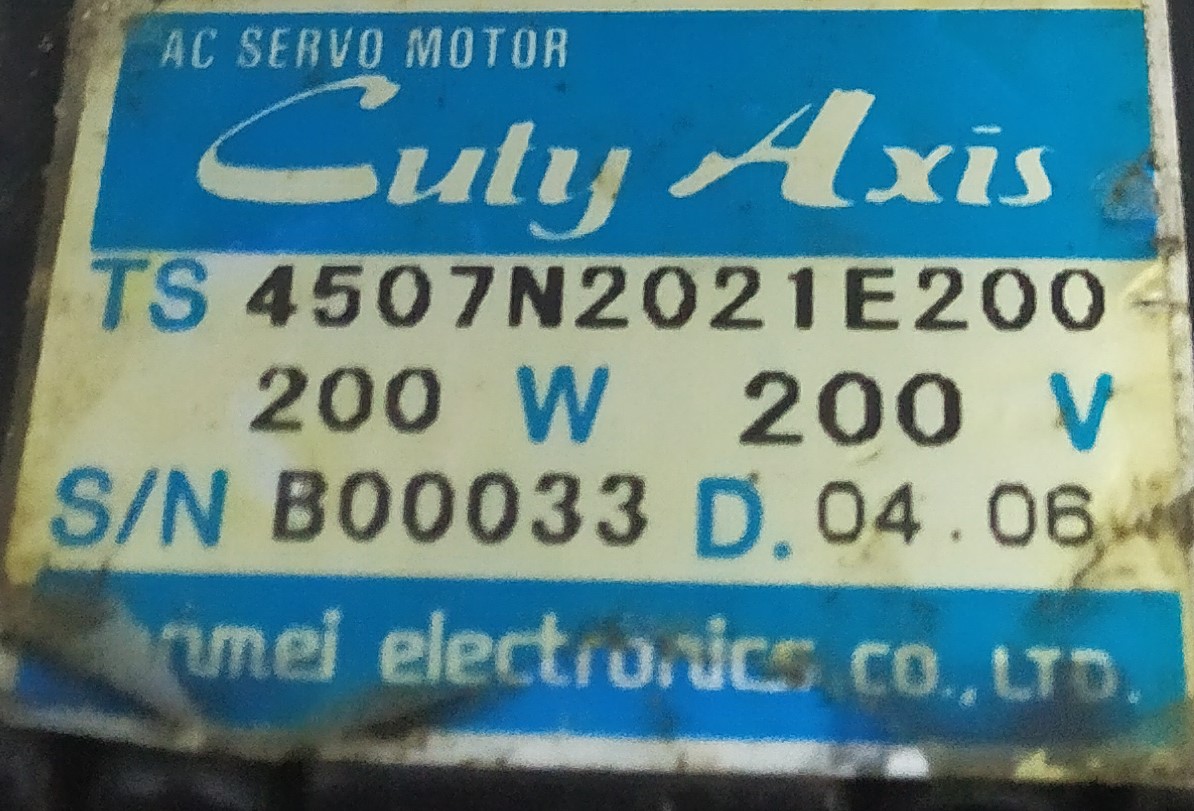 AC SERVO MOTOR
Cuty Axis
TS 4507N2021E200
200 W 200 V
S/N B00033 D. 04.06
electronics CO., LTD.